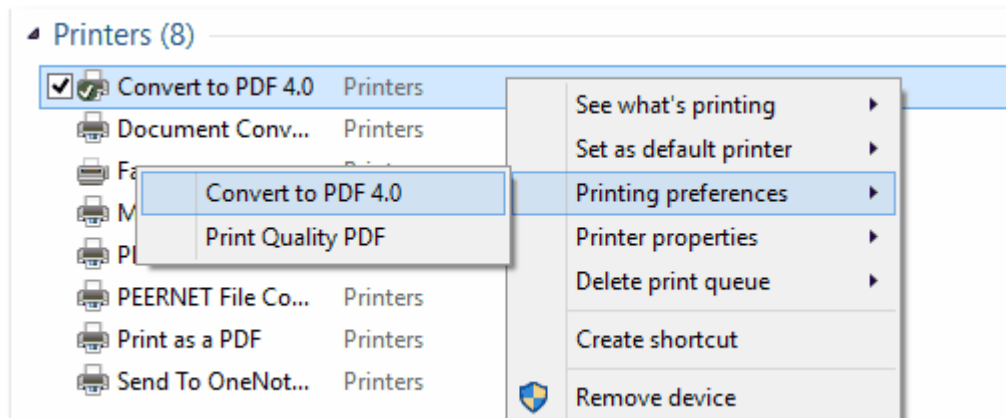 Printers (8)
Convert to PDF 4.0 Printers
Document Conv... Printers
Fa
M
PEERNET File Co... Printers
Print as a PDF Printers
Send To OneNot... Printers
See what's printing
Set as default printer
Printing preferences
Printer properties
Delete print queue
Create shortcut
Remove device
Convert to PDF 4.0
Print Quality PDF